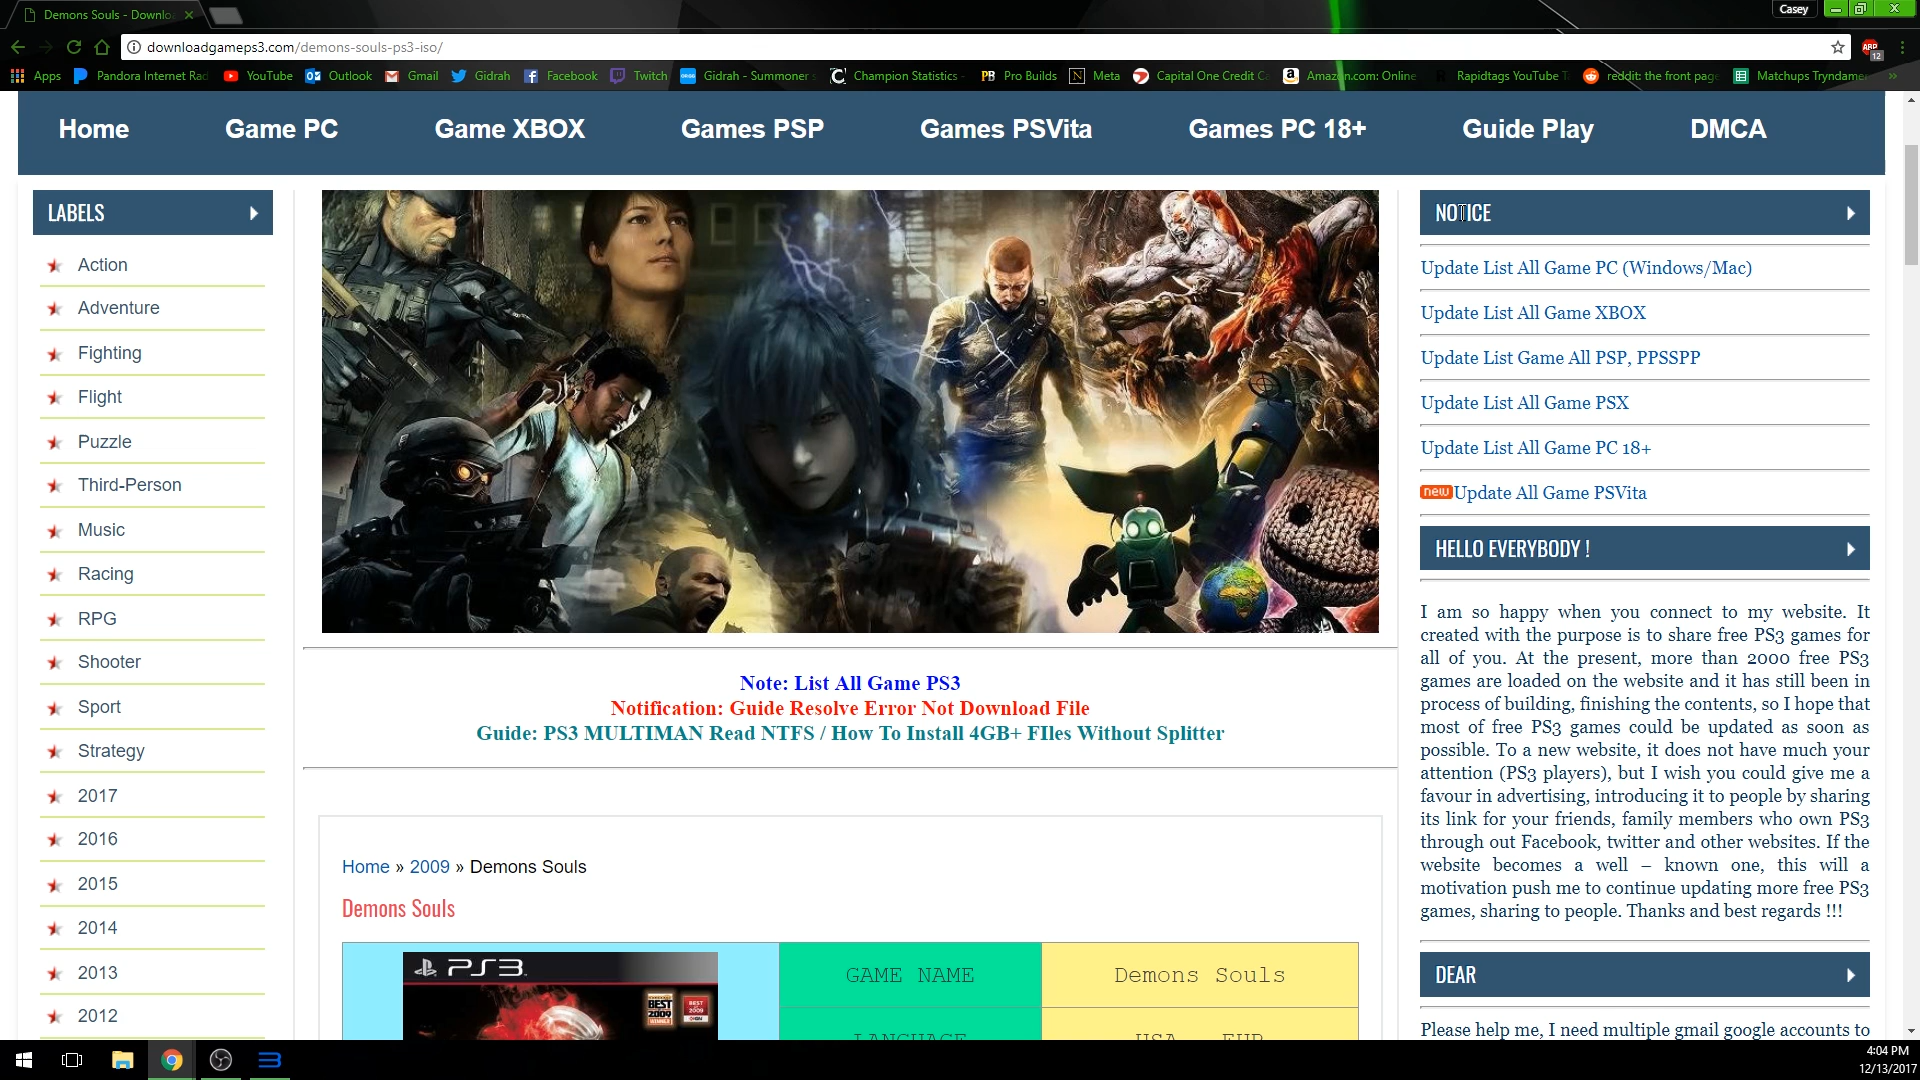 Demons Souls - Downlo
Casey
downloadgameps3.com/demons-souls-ps3-iso/
ABP
12
Apps
Pandora Internet Rad
YouTube
Outlook
Gmail
Gidrah
Facebook
Twitch
Gidrah - Summoner s
Champion Statistics -
PB Pro Builds
N Meta
Capital One Credit Ca
Amazon.com: Online
Rapidtags YouTube T
reddit: the front page
Matchups Tryndame
Home
Game PC
Game XBOX
Games PSP
Games PSVita
Games PC 18+
Guide Play
DMCA
LABELS
Action
Adventure
Fighting
Flight
Puzzle
Third-Person
Music
Racing
RPG
Shooter
Sport
Strategy
2017
2016
2015
2014
2013
2012
Note: List All Game PS3
Notification: Guide Resolve Error Not Download File
Guide: PS3 MULTIMAN Read NTFS / How To Install 4GB+ FIles Without Splitter
Home » 2009 » Demons Souls
Demons Souls
PS3
BEST
2009
WINNER
BEST
GAME NAME
Demons Souls
LANGUAGE
USA EUR
NOTICE
Update List All Game PC (Windows/Mac)
Update List All Game XBOX
Update List Game All PSP, PPSSPP
Update List All Game PSX
Update List All Game PC 18+
new Update All Game PSVita
HELLO EVERYBODY !
I am so happy when you connect to my website. It
created with the purpose is to share free PS3 games for
all of you. At the present, more than 2000 free PS3
games are loaded on the website and it has still been in
process of building, finishing the contents, so I hope that
most of free PS3 games could be updated as soon as
possible. To a new website, it does not have much your
attention (PS3 players), but I wish you could give me a
favour in advertising, introducing it to people by sharing
its link for your friends, family members who own PS3
through out Facebook, twitter and other websites. If the
website becomes a well – known one, this will a
motivation push me to continue updating more free PS3
games, sharing to people. Thanks and best regards !!!
DEAR
Please help me, I need multiple gmail google accounts to
4:04 PM
12/13/2017